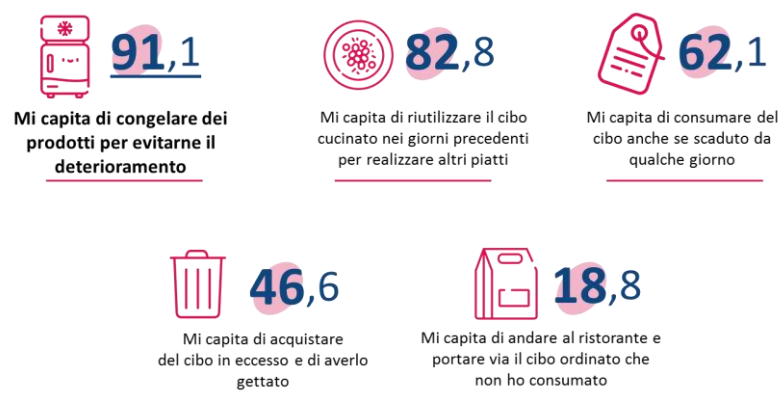 91,1
Mi capita di congelare dei
prodotti per evitarne il
deterioramento
82,8
Mi capita di riutilizzare il cibo
cucinato nei giorni precedenti
per realizzare altri piatti
62,1
Mi capita di consumare del
cibo anche se scaduto da
qualche giorno
46,6
Mi capita di acquistare
del cibo in eccesso e di averlo
gettato
18,8
Mi capita di andare al ristorante e
portare via il cibo ordinato che
non ho consumato